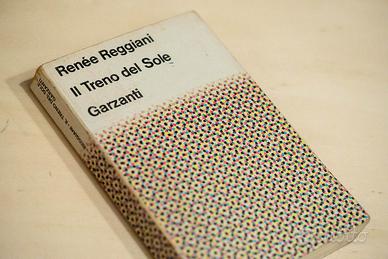 Renée Reggiani
Il Treno del Sole
Garzanti